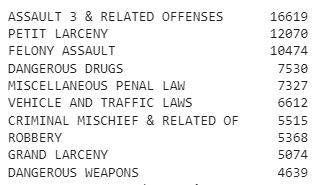 ASSAULT 3 & RELATED OFFENSES 16619
PETIT LARCENY 12070
FELONY ASSAULT 10474
DANGEROUS DRUGS 7530
MISCELLANEOUS PENAL LAW 7327
VEHICLE AND TRAFFIC LAWS 6612
CRIMINAL MISCHIEF & RELATED OF 5515
ROBBERY 5368
GRAND LARCENY 5074
DANGEROUS WEAPONS 4639